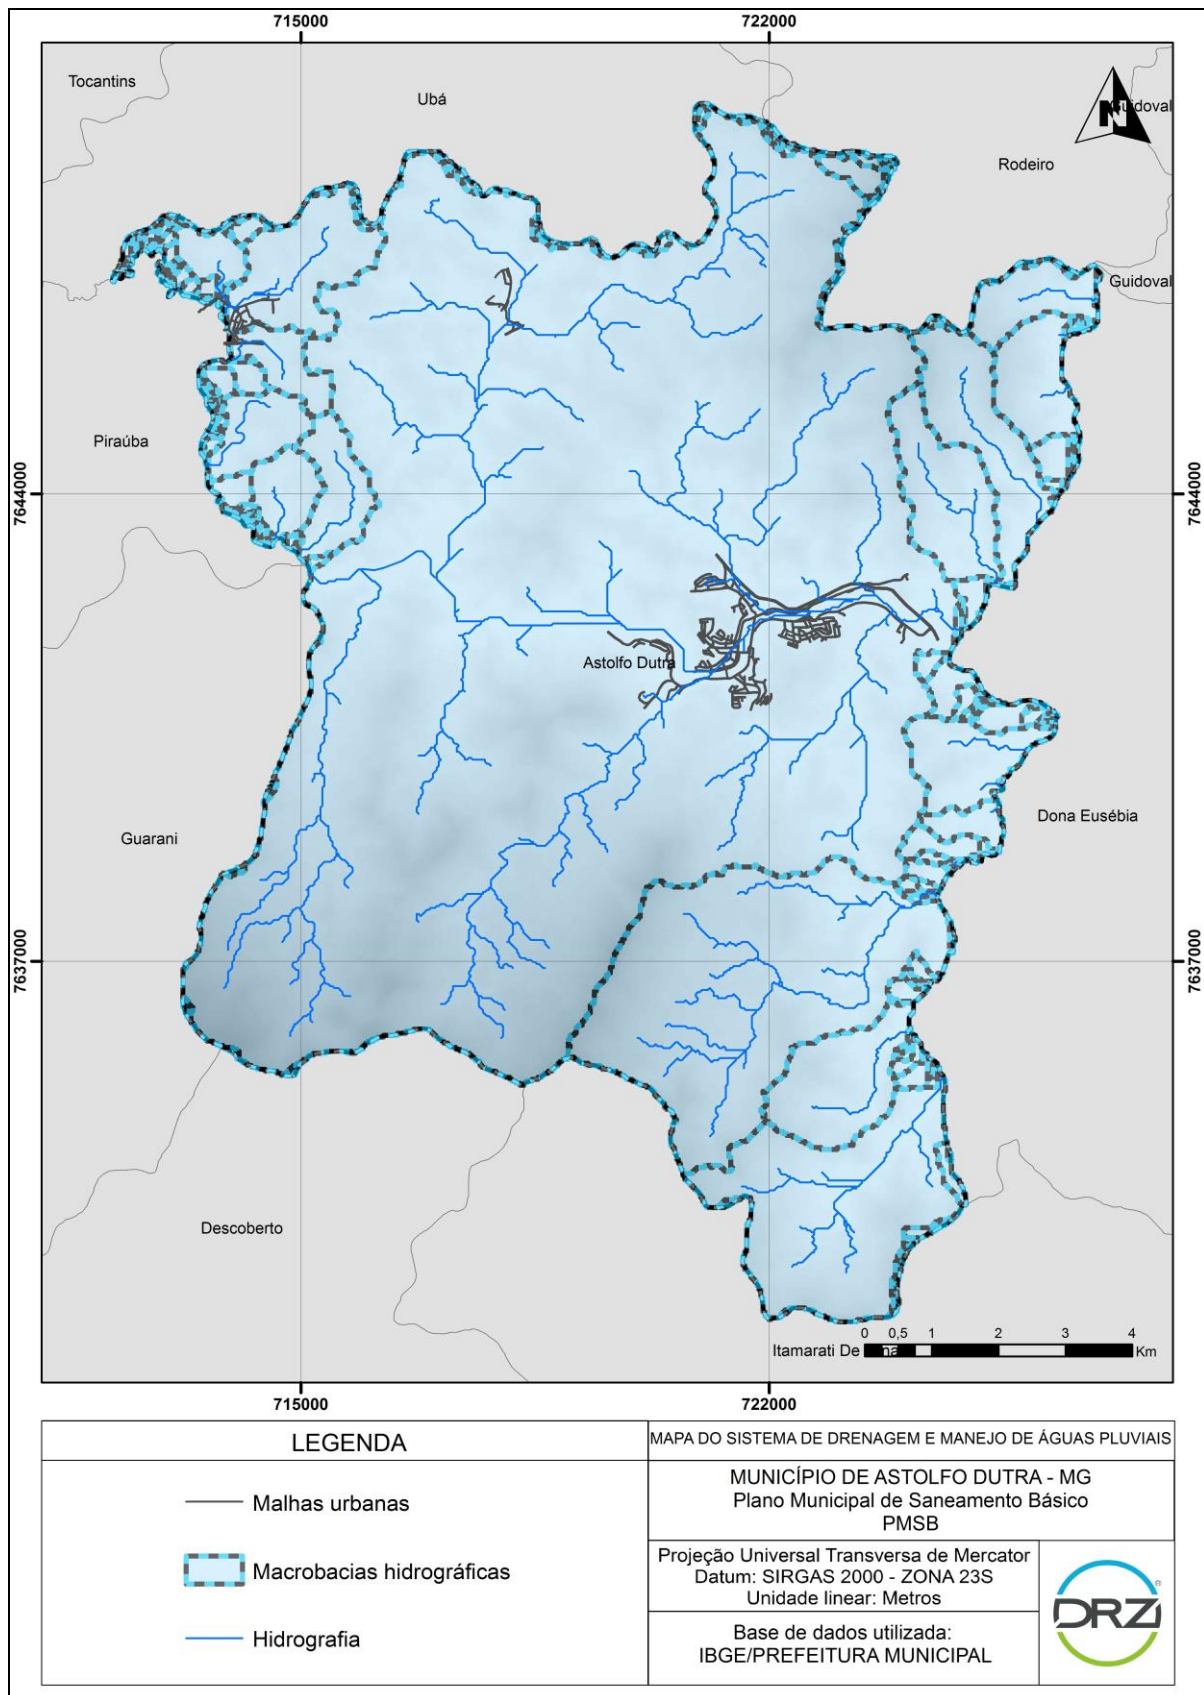 715000
722000
Tocantins
Ubá
N
Guidoval
Rodeiro
Guidoval
Piraúba
7644000
7644000
Astolfo Dutra
Guarani
Dona Eusébia
7637000
7637000
Descoberto
0 0,5 1 2 3 4
Itamarati De
Km
715000
722000
LEGENDA
Malhas urbanas
Macrobacias hidrográficas
Hidrografia
MAPA DO SISTEMA DE DRENAGEM E MANEJO DE ÁGUAS PLUVIAIS
MUNICÍPIO DE ASTOLFO DUTRA - MG
Plano Municipal de Saneamento Básico
PMSB
Projeção Universal Transversa de Mercator
Datum: SIRGAS 2000 - ZONA 23S
Unidade linear: Metros
Base de dados utilizada:
IBGE/PREFEITURA MUNICIPAL
DRZ®